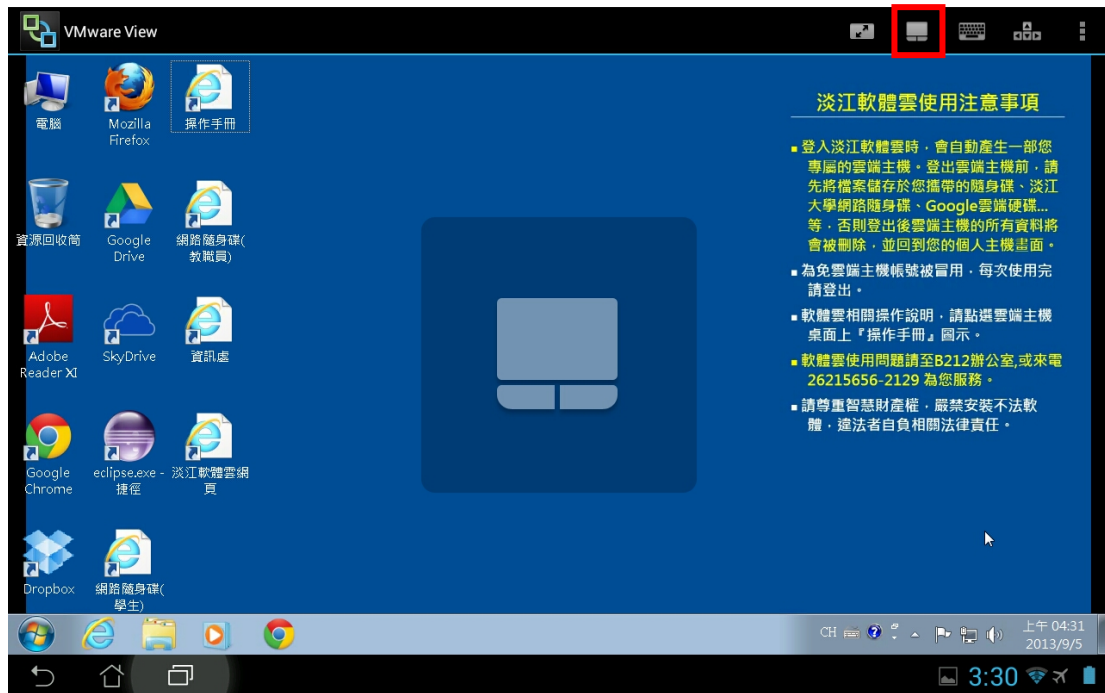 VMware View
電腦
Mozilla
Firefox
操作手冊
資源回收筒
Google
Drive
網路隨身碟(
教職員)
Adobe
Reader XI
SkyDrive
資訊處
Google
Chrome
eclipse.exe -
捷徑
淡江軟體雲網
頁
Dropbox
網路隨身碟(
學生)
淡江軟體雲使用注意事項
登入淡江軟體雲時，會自動產生一部您
專屬的雲端主機。登出雲端主機前，請
先將檔案儲存於您攜帶的隨身碟、淡江
大學網路隨身碟、Google雲端硬碟...
等，否則登出後雲端主機的所有資料將
會被刪除，並回到您的個人主機畫面。
為免雲端主機帳號被冒用，每次使用完
請登出。
軟體雲相關操作說明，請點選雲端主機
桌面上『操作手冊』圖示。
軟體雲使用問題請至B212辦公室,或來電
26215656-2129 為您服務。
請尊重智慧財產權，嚴禁安裝不法軟
體，違法者自負相關法律責任。
CH
上午 04:31
2013/9/5
3:30